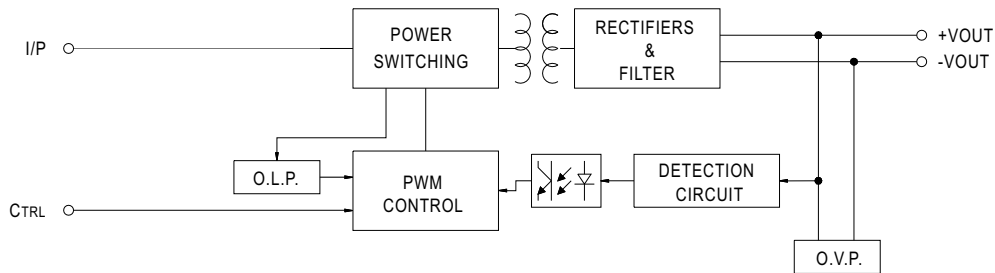 I/P
POWER
SWITCHING
RECTIFIERS
&
FILTER
+VOUT
-VOUT
O.L.P.
PWM
CONTROL
DETECTION
CIRCUIT
CTRL
O.V.P.